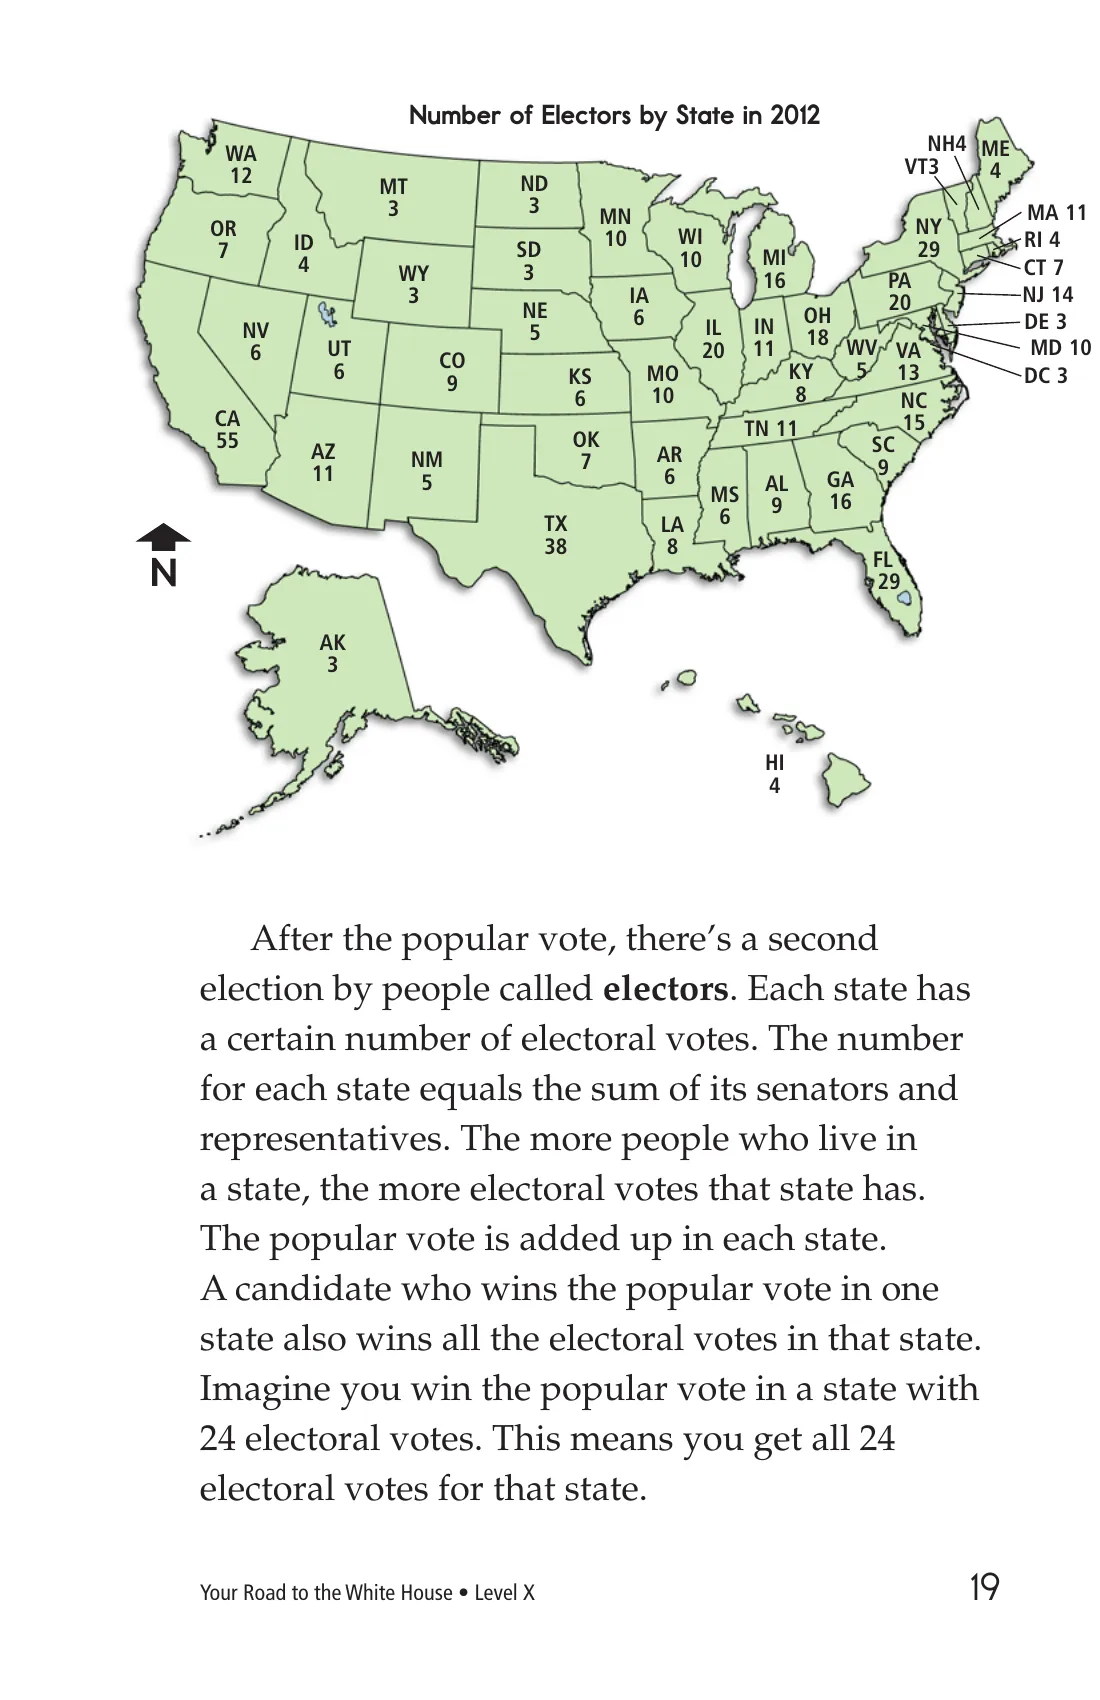 Number of Electors by State in 2012
WA
12
OR
7
CA
55
NV
6
ID
4
MT
3
WY
3
UT
6
AZ
11
CO
9
NM
5
ND
3
SD
3
NE
5
KS
6
OK
7
TX
38
MN
10
IA
6
MO
10
AR
6
LA
8
WI
10
IL
20
MI
16
IN
11
OH
18
KY
8
TN 11
MS
6
AL
9
GA
16
FL
29
SC
9
NC
15
VA
13
WV
5
PA
20
NY
29
VT3
NH4
ME
4
MA 11
RI 4
CT 7
NJ 14
DE 3
MD 10
DC 3
N
AK
3
HI
4
After the popular vote, there’s a second
election by people called electors. Each state has
a certain number of electoral votes. The number
for each state equals the sum of its senators and
representatives. The more people who live in
a state, the more electoral votes that state has.
The popular vote is added up in each state.
A candidate who wins the popular vote in one
state also wins all the electoral votes in that state.
Imagine you win the popular vote in a state with
24 electoral votes. This means you get all 24
electoral votes for that state.
Your Road to the White House • Level X
19